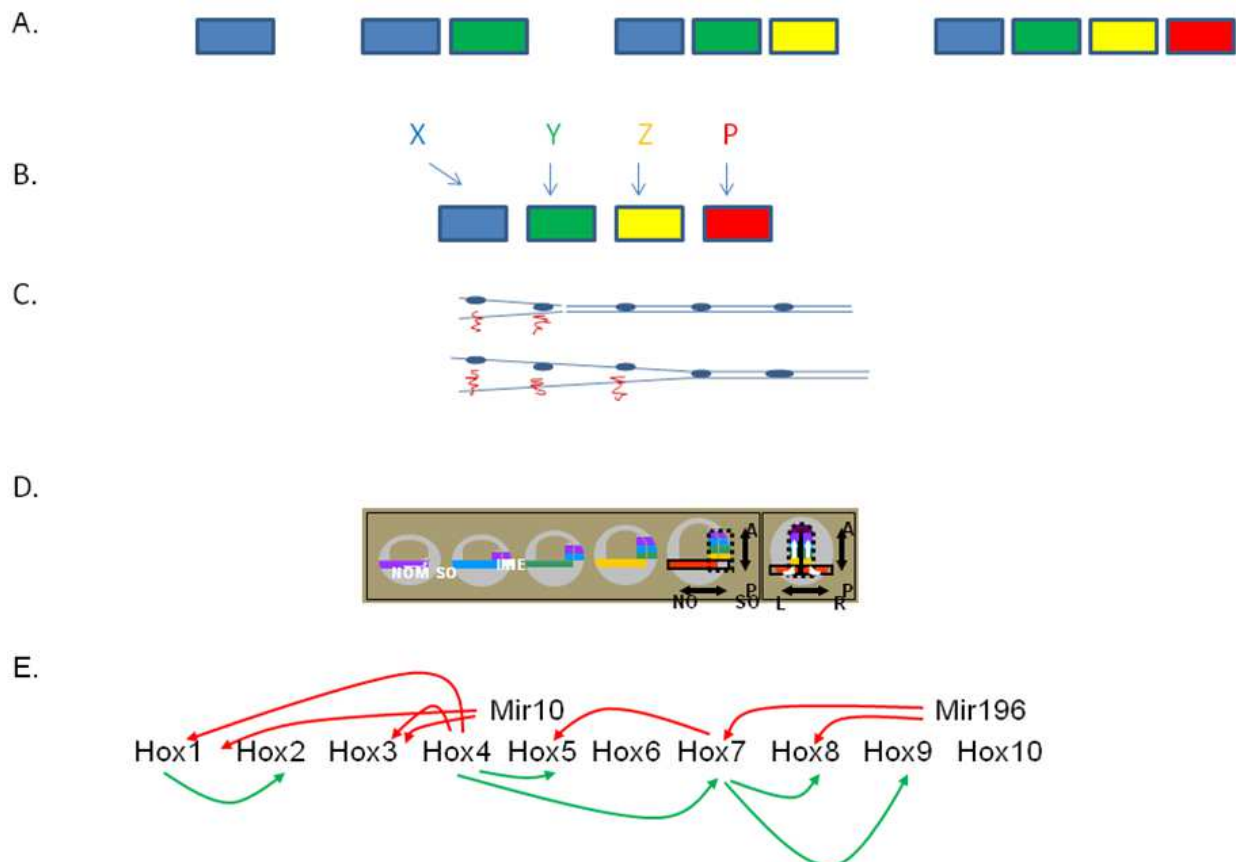 A.
X Y Z P
B.
C.
D.
NOM SO IME A P NO SO A P L R
E.
Mir10 Mir196
Hox1 Hox2 Hox3 Hox4 Hox5 Hox6 Hox7 Hox8 Hox9 Hox10